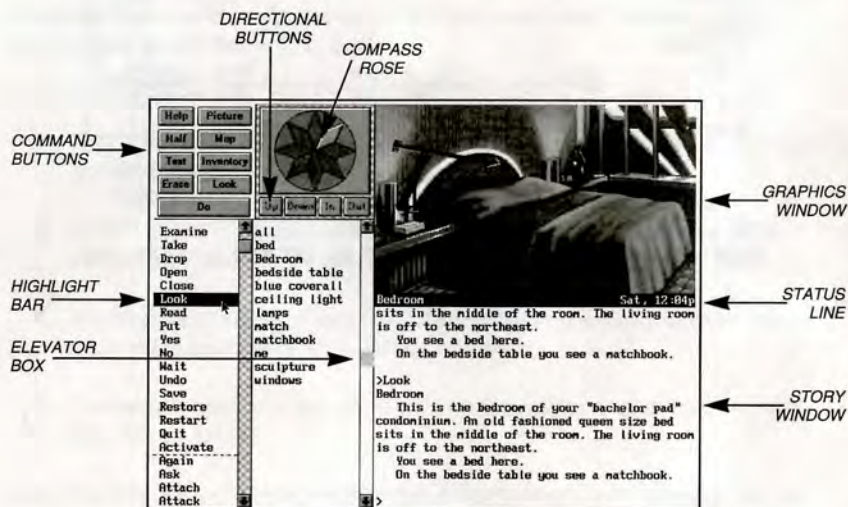 DIRECTIONAL
BUTTONS
COMPASS
ROSE
COMMAND
BUTTONS
HIGHLIGHT
BAR
ELEVATOR
BOX
GRAPHICS
WINDOW
STATUS
LINE
STORY
WINDOW
Help Picture
Half Map
Text Inventory
Erase Look
Do
Up Down In Out
Examine
Take
Drop
Open
Close
Look
Read
Put
Yes
No
Wait
Undo
Save
Restore
Restart
Quit
Activate
Again
Ask
Attach
Attack
all
bed
Bedroom
bedside table
blue coverall
ceiling light
lamps
match
matchbook
me
sculpture
windows
Bedroom Sat, 12:04p
sits in the middle of the room. The living room
is off to the northeast.
You see a bed here.
On the bedside table you see a matchbook.
>Look
Bedroom
This is the bedroom of your "bachelor pad"
condominium. An old fashioned queen size bed
sits in the middle of the room. The living room
is off to the northeast.
You see a bed here.
On the bedside table you see a matchbook.
>